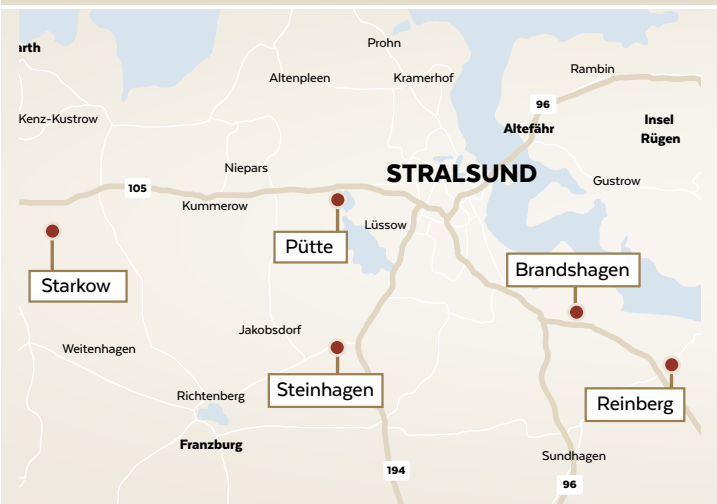 Prohn
arth
Rambin
Altenpleen
Kramerhof
96
Kenz-Kustrow
Altefähr
Insel
Rügen
Niepars
STRALSUND
Gustrow
105
Kummerow
Lüssow
Pütte
Brandshagen
Starkow
Jakobsdorf
Weitenhagen
Steinhagen
Richtenberg
Reinberg
Franzburg
Sundhagen
194
96